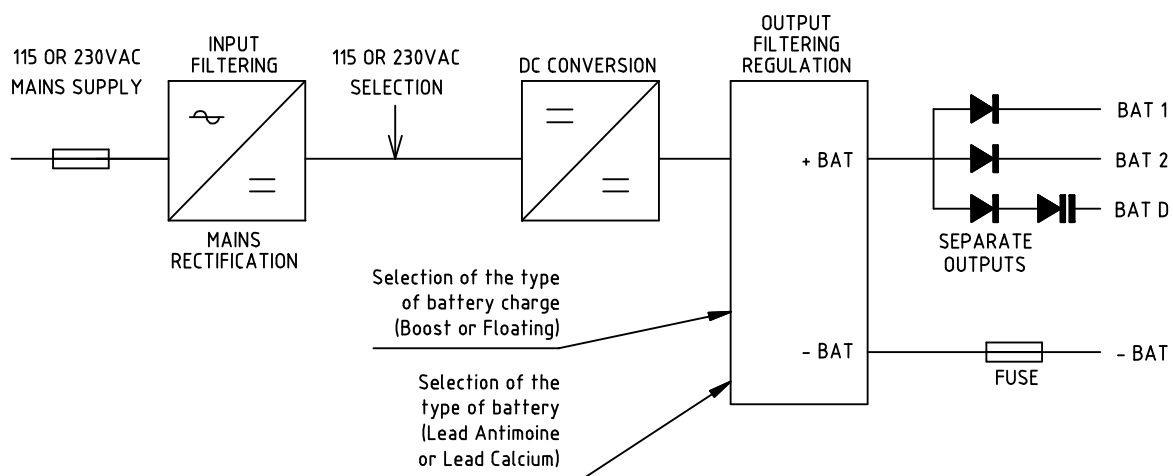 115 OR 230VAC
MAINS SUPPLY
INPUT
FILTERING
MAINS
RECTIFICATION
115 OR 230VAC
SELECTION
DC CONVERSION
OUTPUT
FILTERING
REGULATION
+ BAT
- BAT
BAT 1
BAT 2
BAT D
SEPARATE
OUTPUTS
- BAT
FUSE
Selection of the type
of battery charge
(Boost or Floating)
Selection of the
type of battery
(Lead Antimoine
or Lead Calcium)